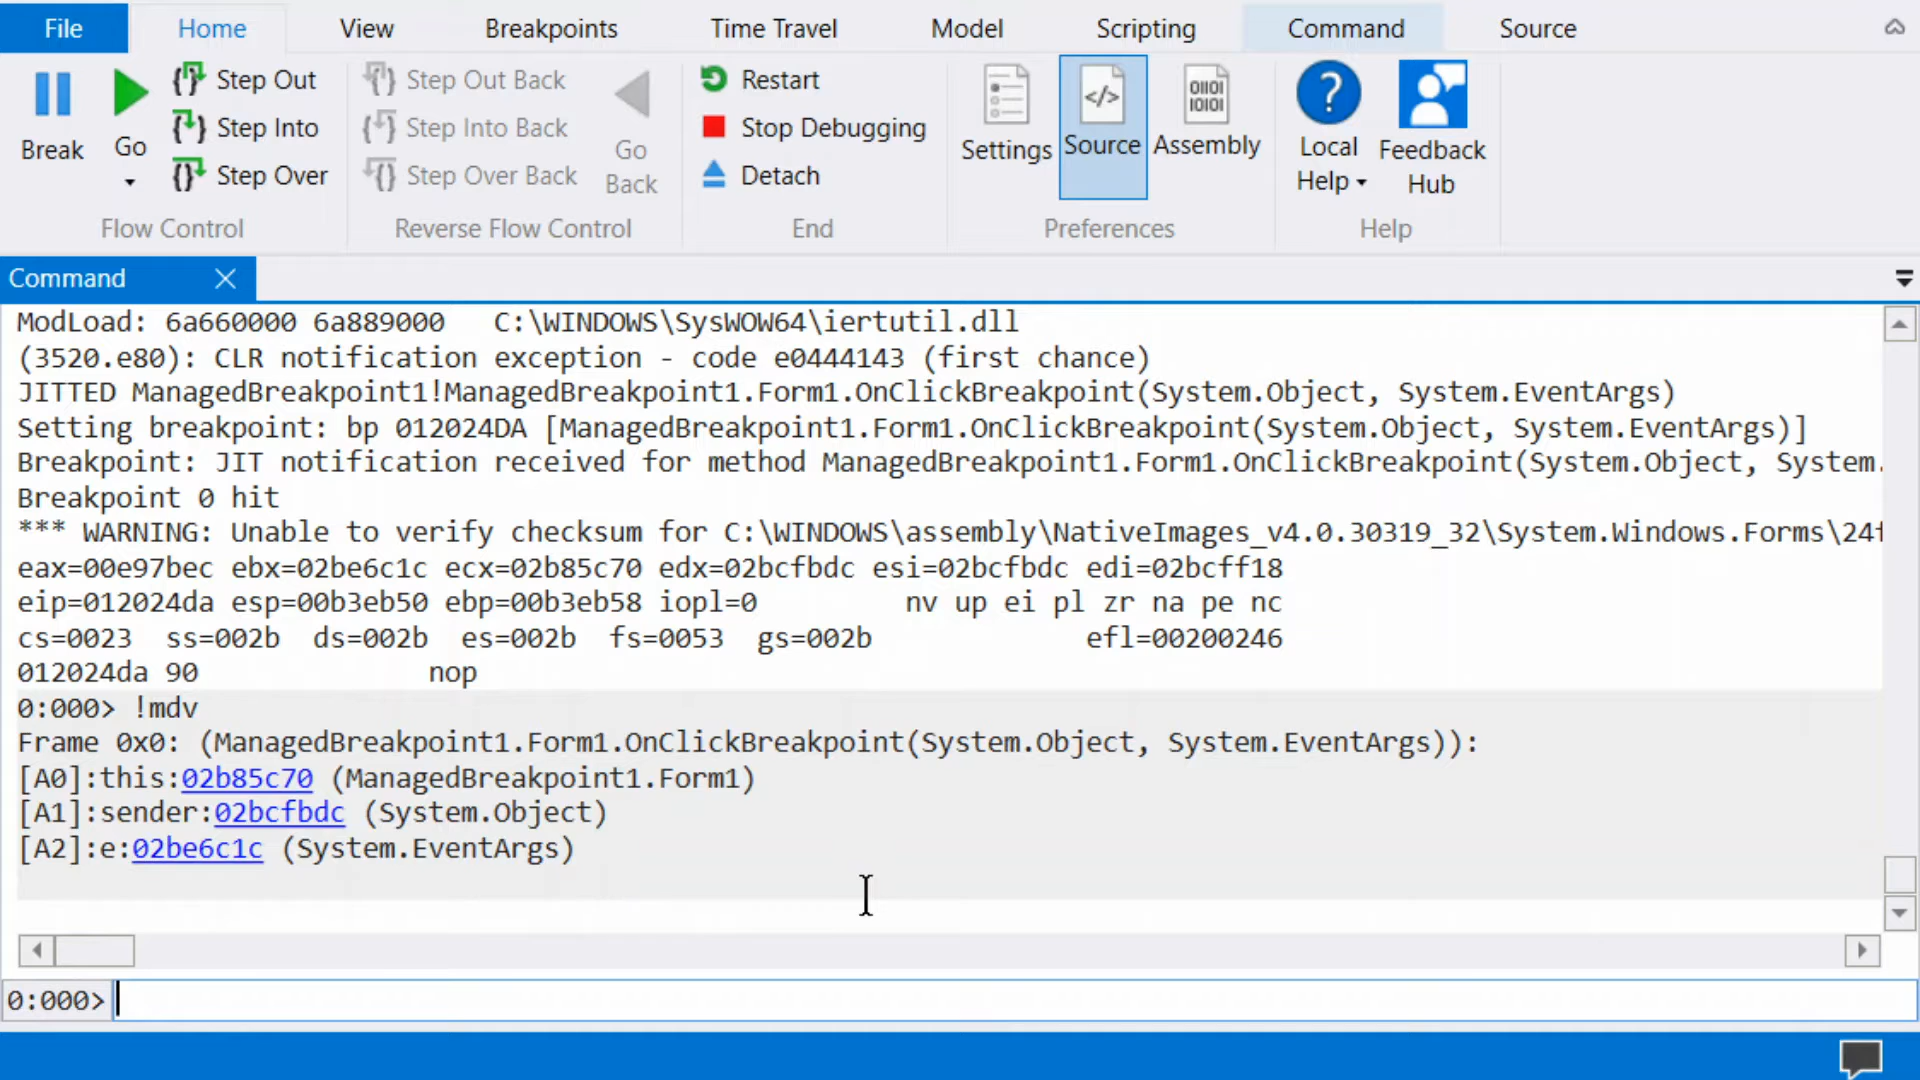 File Home View Breakpoints Time Travel Model Scripting Command Source
Break
Go
Step Out
Step Into
Step Over
Flow Control
Step Out Back
Step Into Back
Step Over Back
Go
Back
Reverse Flow Control
Restart
Stop Debugging
Detach
End
Settings
Source
Assembly
Preferences
Local
Help
Feedback
Hub
Help
Command
ModLoad: 6a660000 6a889000   C:\WINDOWS\SysWOW64\iertutil.dll
(3520.e80): CLR notification exception - code e0444143 (first chance)
JITTED ManagedBreakpoint1!ManagedBreakpoint1.Form1.OnClickBreakpoint(System.Object, System.EventArgs)
Setting breakpoint: bp 012024DA [ManagedBreakpoint1.Form1.OnClickBreakpoint(System.Object, System.EventArgs)]
Breakpoint: JIT notification received for method ManagedBreakpoint1.Form1.OnClickBreakpoint(System.Object, System.
Breakpoint 0 hit
*** WARNING: Unable to verify checksum for C:\WINDOWS\assembly\NativeImages_v4.0.30319_32\System.Windows.Forms\24f
eax=00e97bec ebx=02be6c1c ecx=02b85c70 edx=02bcfbdc esi=02bcfbdc edi=02bcff18
eip=012024da esp=00b3eb50 ebp=00b3eb58 iopl=0         nv up ei pl zr na pe nc
cs=0023  ss=002b  ds=002b  es=002b  fs=0053  gs=002b             efl=00200246
012024da 90              nop
0:000> !mdv
Frame 0x0: (ManagedBreakpoint1.Form1.OnClickBreakpoint(System.Object, System.EventArgs)):
[A0]:this:02b85c70 (ManagedBreakpoint1.Form1)
[A1]:sender:02bcfbdc (System.Object)
[A2]:e:02be6c1c (System.EventArgs)
0:000>